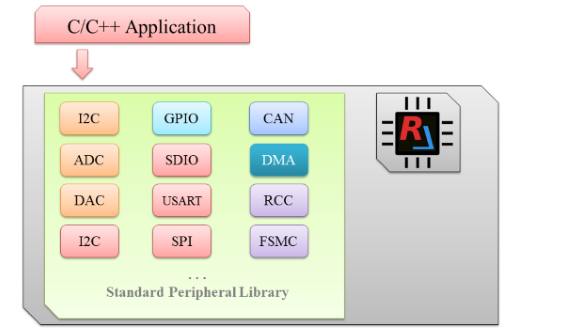 C/C++ Application
I2C GPIO CAN
ADC SDIO DMA
DAC USART RCC
I2C SPI FSMC
...
Standard Peripheral Library
R